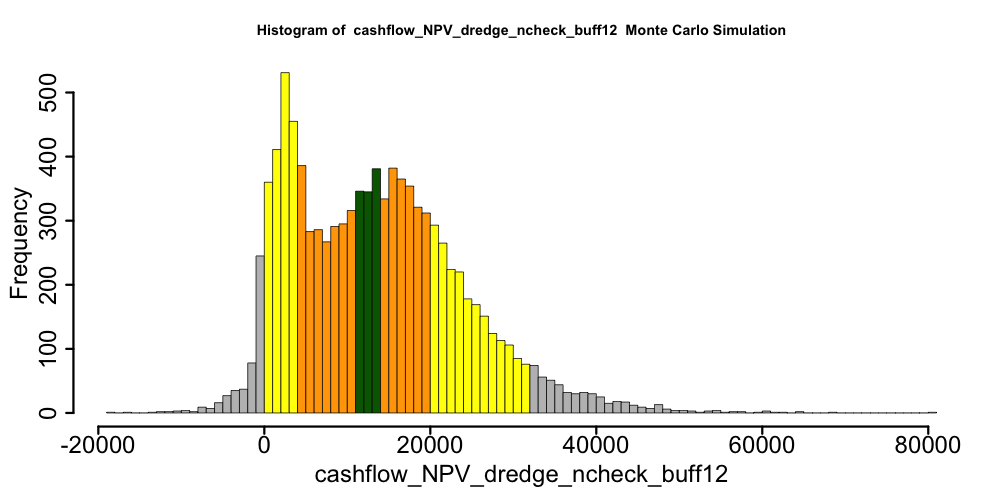 Histogram of cashflow_NPV_dredge_ncheck_buff12 Monte Carlo Simulation
Frequency
500
400
300
200
100
0
-20000 0 20000 40000 60000 80000
cashflow_NPV_dredge_ncheck_buff12